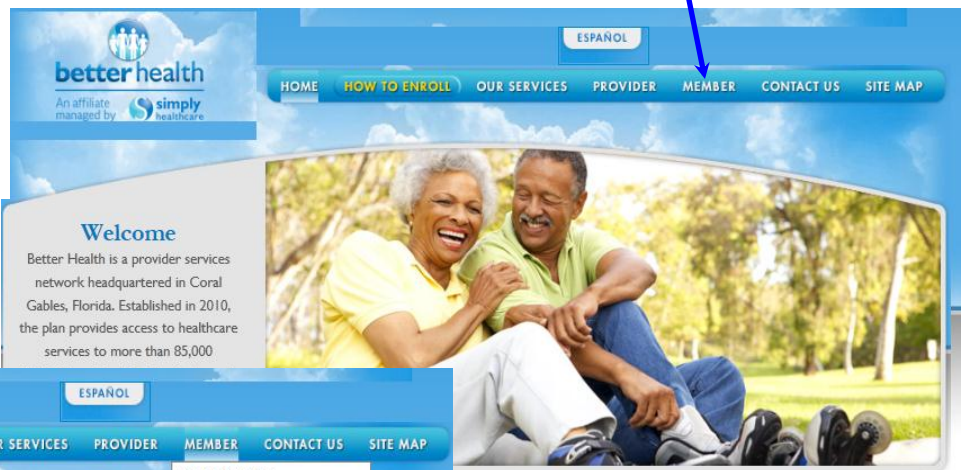 ESPAÑOL
better health
An affiliate
managed by simply
healthcare
HOME HOW TO ENROLL OUR SERVICES PROVIDER MEMBER CONTACT US SITE MAP
Welcome
Better Health is a provider services
network headquartered in Coral
Gables, Florida. Established in 2010,
the plan provides access to healthcare
services to more than 85,000
ESPAÑOL
SERVICES PROVIDER MEMBER CONTACT US SITE MAP